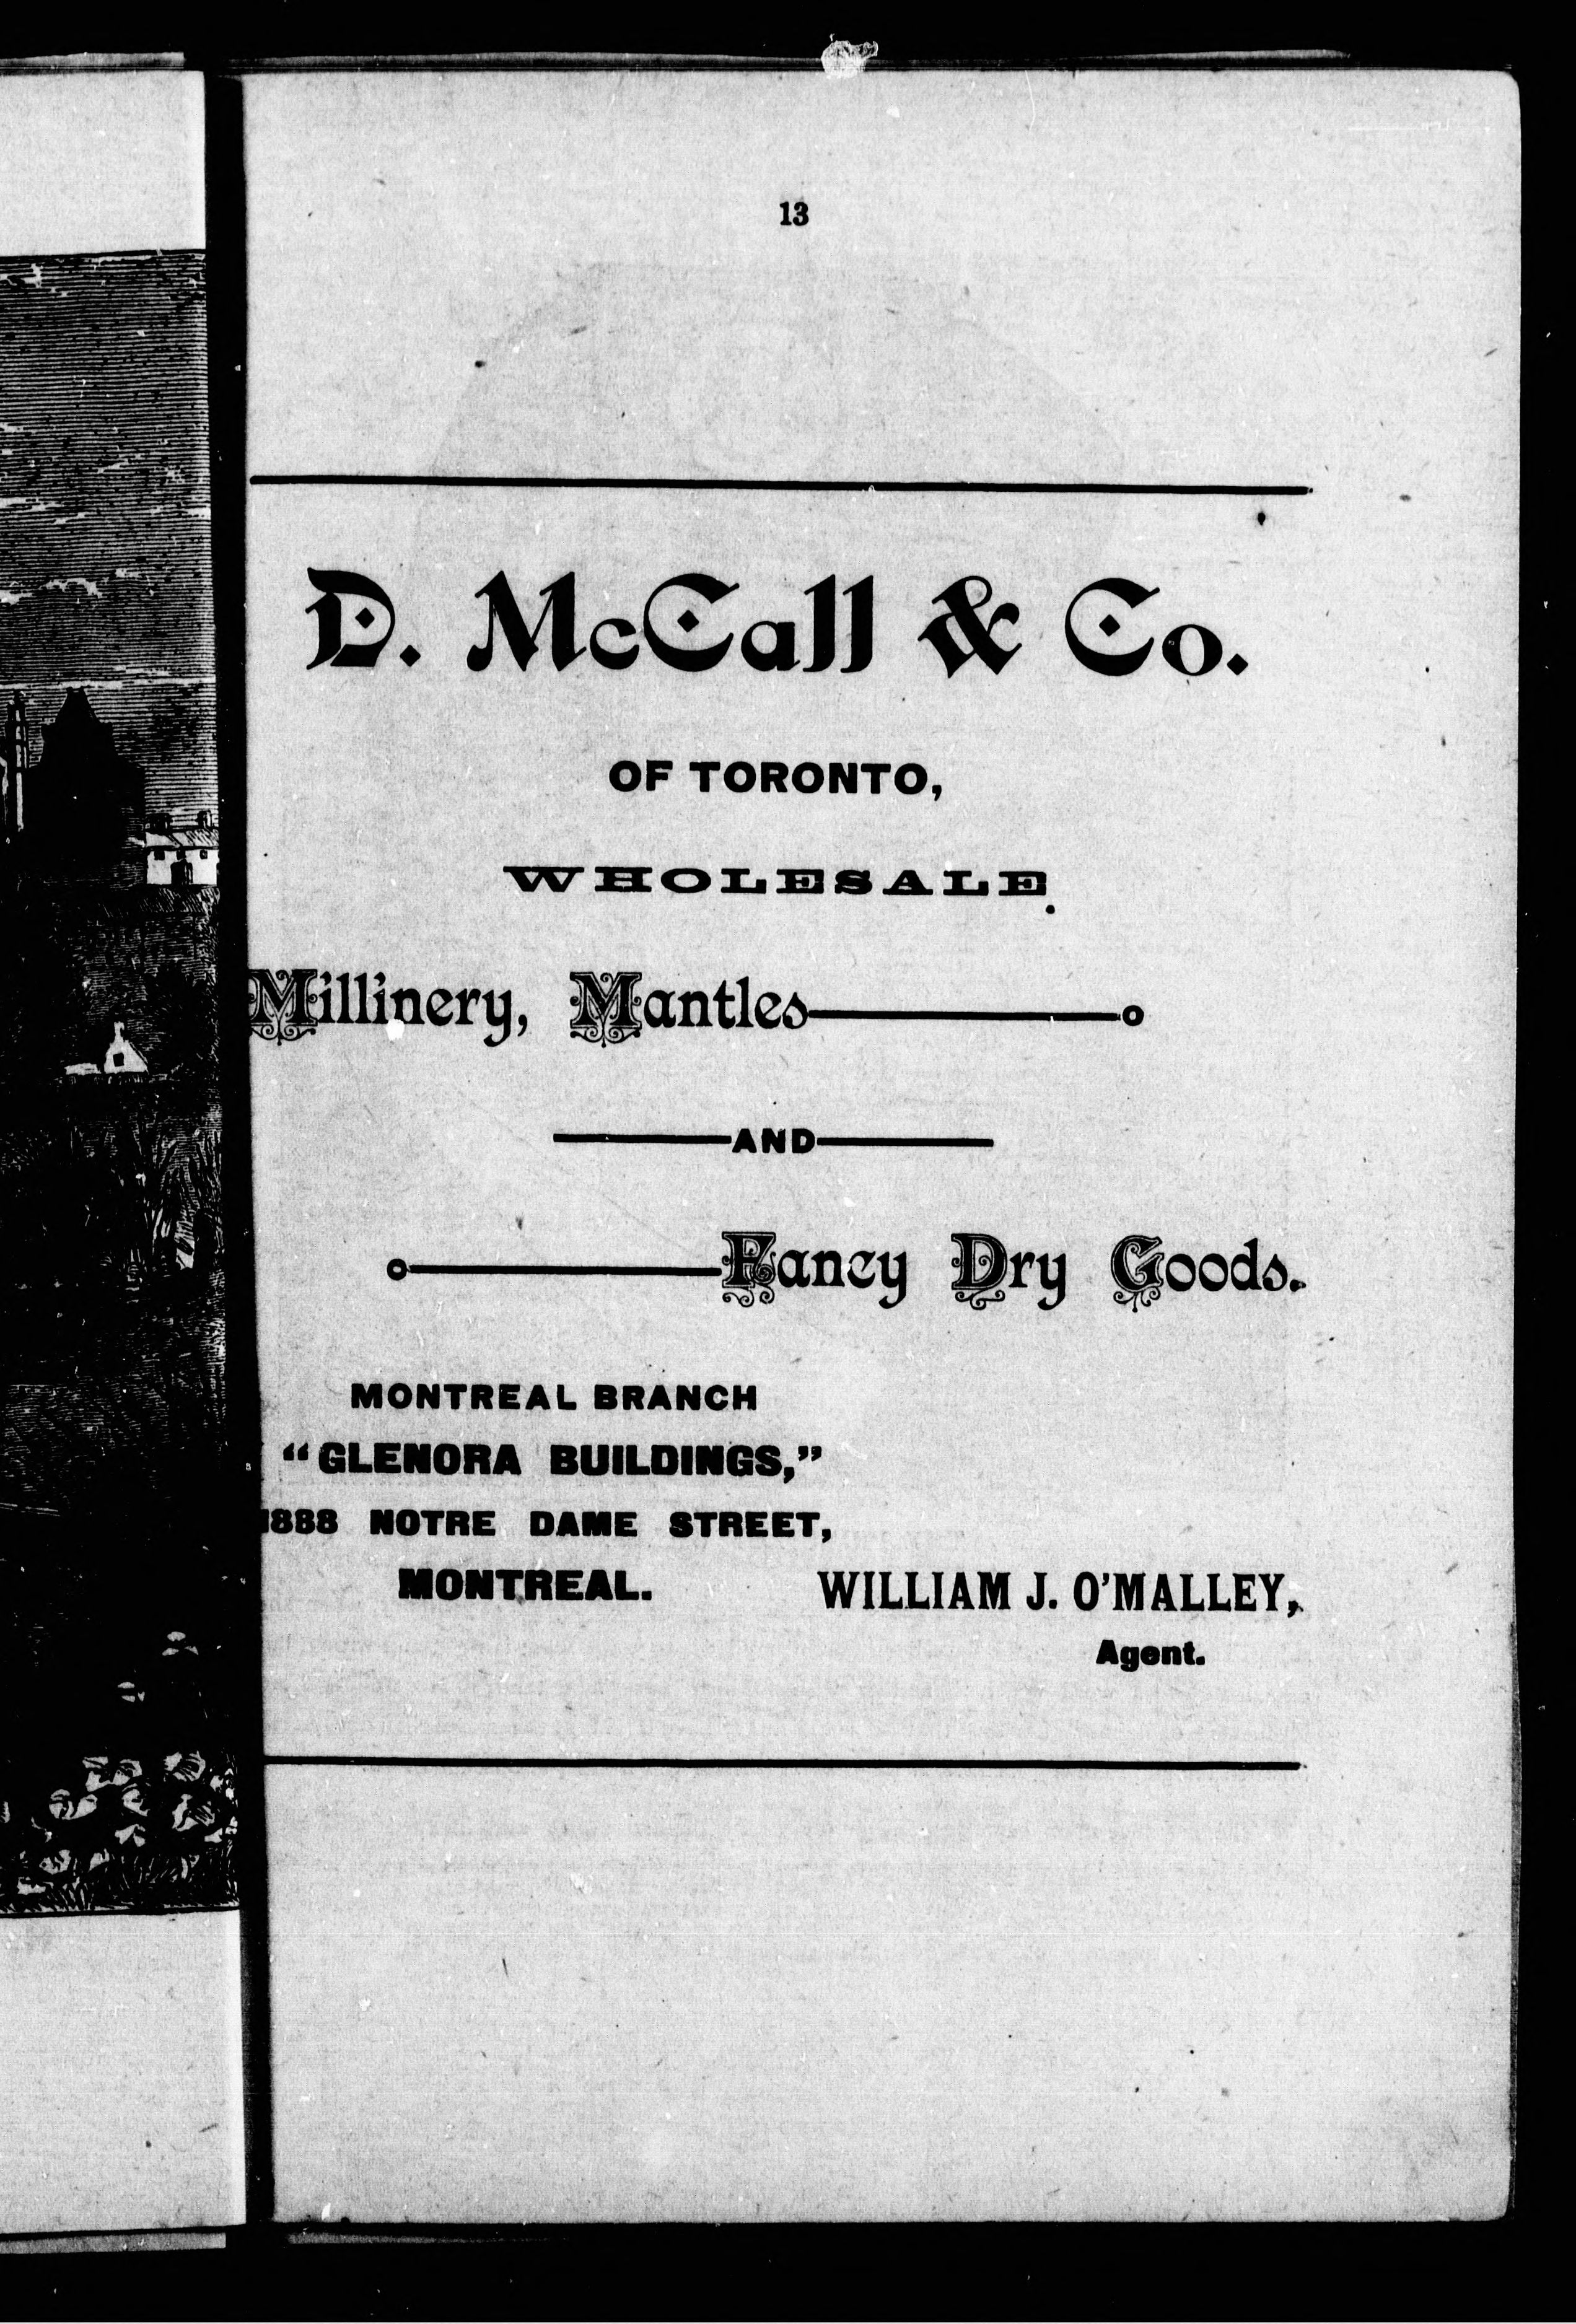 13
D. McCall & Co.
OF TORONTO,
WHOLESALE
Millinery, Mantles
AND
Fancy Dry Goods.
MONTREAL BRANCH
"GLENORA BUILDINGS,"
1888 NOTRE DAME STREET,
MONTREAL.
WILLIAM J. O'MALLEY,
Agent.